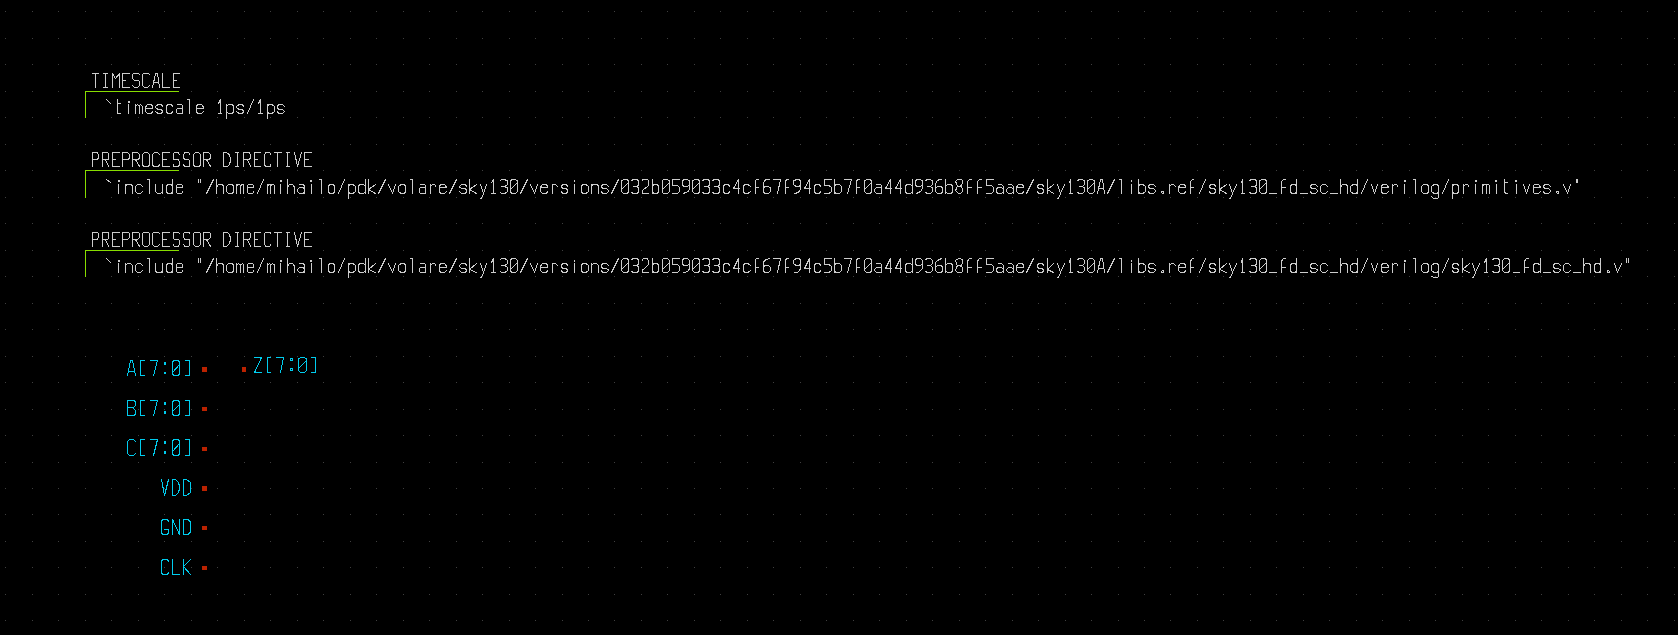 TIMESCALE
`timescale 1ps/1ps
PREPROCESSOR DIRECTIVE
`include "/home/mihailo/pdk/volare/sky130/versions/032b059033c4cf67f94c5b7f0a44d936b8ff5aae/sky130A/libs.ref/sky130_fd_sc_hd/verilog/primitives.v"
PREPROCESSOR DIRECTIVE
`include "/home/mihailo/pdk/volare/sky130/versions/032b059033c4cf67f94c5b7f0a44d936b8ff5aae/sky130A/libs.ref/sky130_fd_sc_hd/verilog/sky130_fd_sc_hd.v"
A[7:0] Z[7:0]
B[7:0]
C[7:0]
VDD
GND
CLK